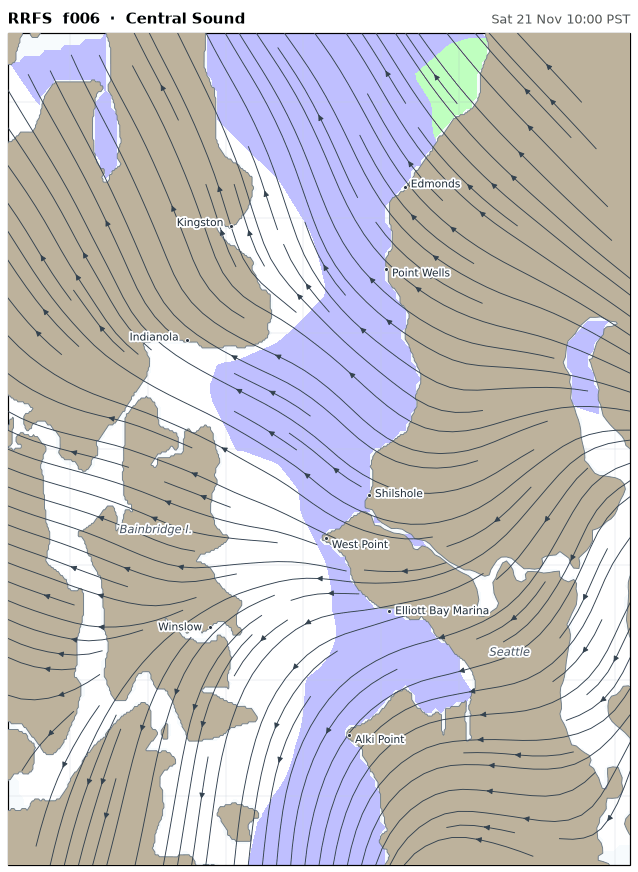 RRFS f006 · Central Sound
Sat 21 Nov 10:00 PST
Edmonds
Kingston
Point Wells
Indianola
Shilshole
Bainbridge I.
West Point
Elliott Bay Marina
Winslow
Seattle
Alki Point